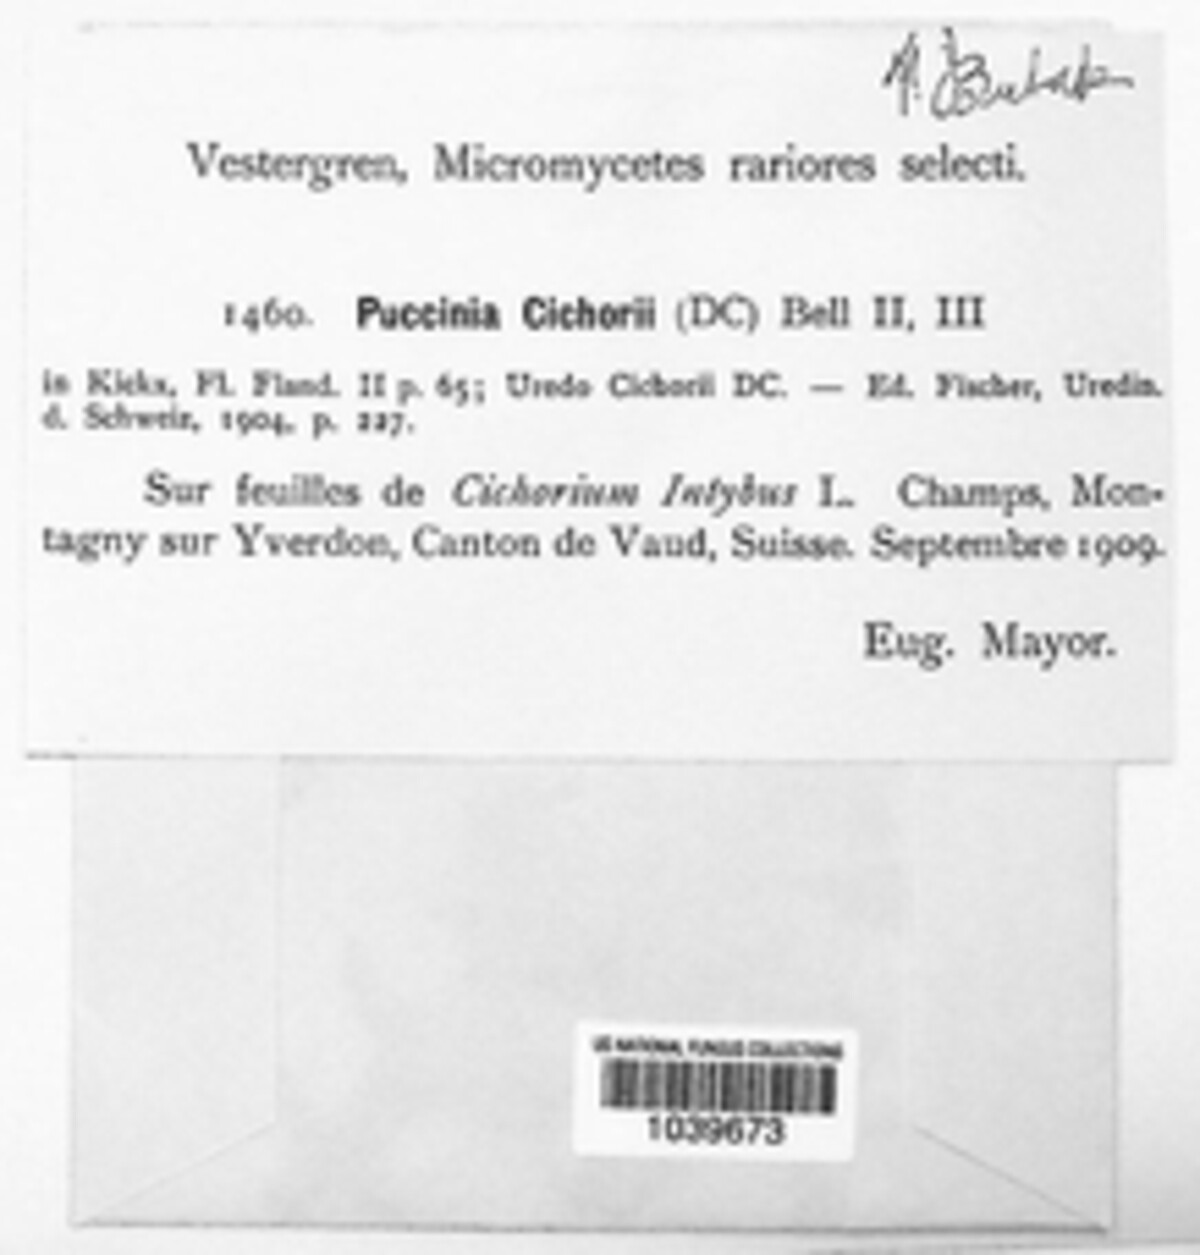 Vestergren, Micromycetes rariores selecti.
1460. Puccinia Cichorii (DC) Bell II, III
in Kickx, Fl. Fland. II p. 65; Uredo Cichorii DC. — Ed. Fischer, Uredin.
d. Schweiz, 1904, p. 227.
Sur feuilles de Cichorium Intybus L. Champs, Mon-
tagny sur Yverdon, Canton de Vaud, Suisse. Septembre 1909.
Eug. Mayor.
US NATIONAL FUNGUS COLLECTIONS
1039673